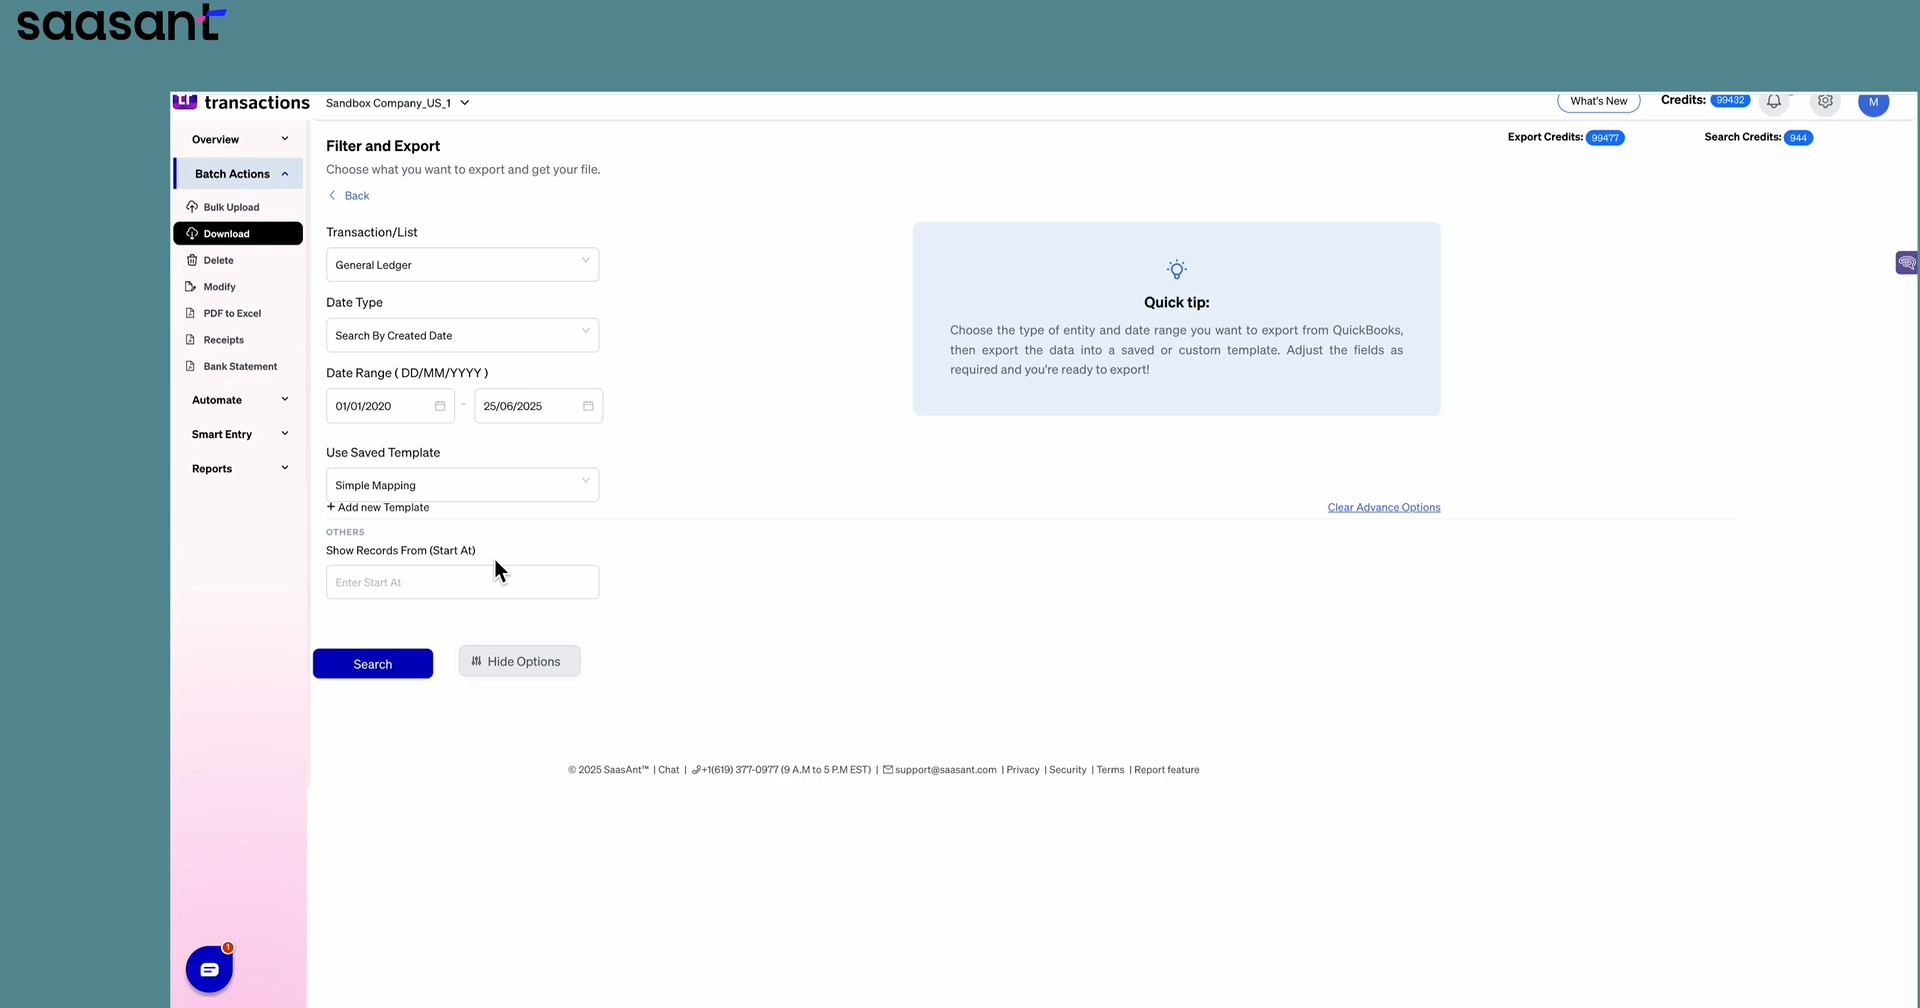 saasant
transactions
Sandbox Company_US_1
What's New
Credits: 99432
M
Overview
Batch Actions
Bulk Upload
Download
Delete
Modify
PDF to Excel
Receipts
Bank Statement
Automate
Smart Entry
Reports
Filter and Export
Export Credits: 99477
Search Credits: 944
Choose what you want to export and get your file.
Back
Transaction/List
General Ledger
Date Type
Search By Created Date
Date Range ( DD/MM/YYYY )
01/01/2020 - 25/06/2025
Use Saved Template
Simple Mapping
+ Add new Template
Quick tip:
Choose the type of entity and date range you want to export from QuickBooks,
then export the data into a saved or custom template. Adjust the fields as
required and you're ready to export!
Clear Advance Options
OTHERS
Show Records From (Start At)
Enter Start At
Search
Hide Options
© 2025 SaasAnt™ | Chat | +1(619) 377-0977 (9 A.M to 5 P.M EST) | support@saasant.com | Privacy | Security | Terms | Report feature
1